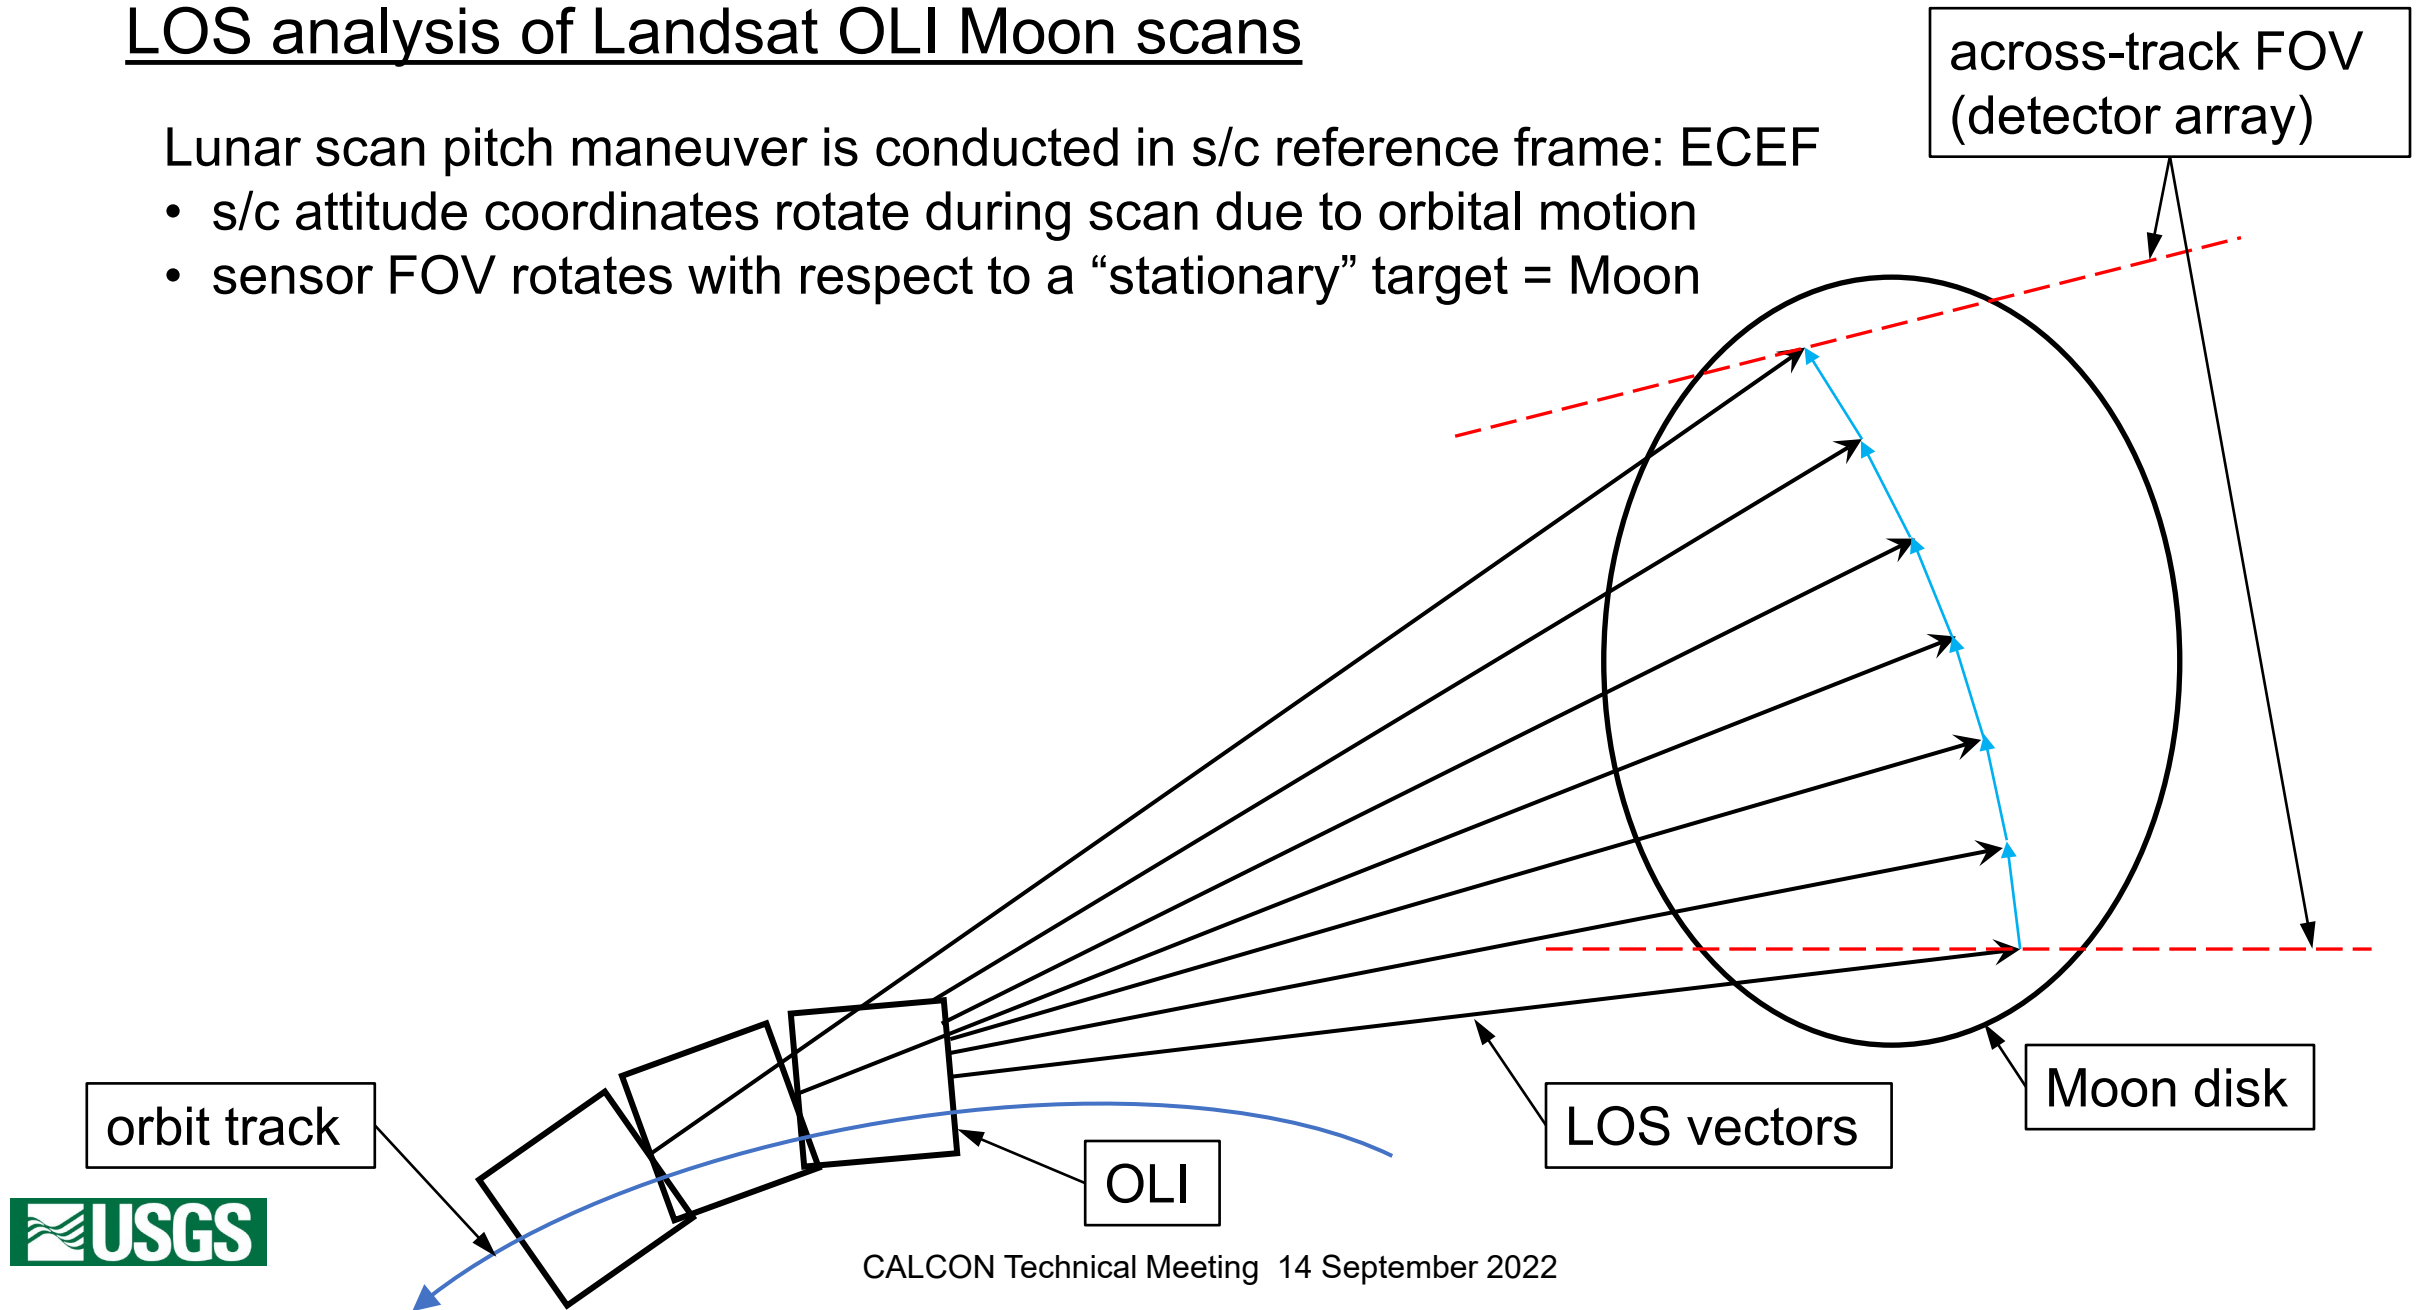 LOS analysis of Landsat OLI Moon scans
across-track FOV
(detector array)
Lunar scan pitch maneuver is conducted in s/c reference frame: ECEF
• s/c attitude coordinates rotate during scan due to orbital motion
• sensor FOV rotates with respect to a “stationary” target = Moon
orbit track
OLI
LOS vectors
Moon disk
USGS
CALCON Technical Meeting 14 September 2022